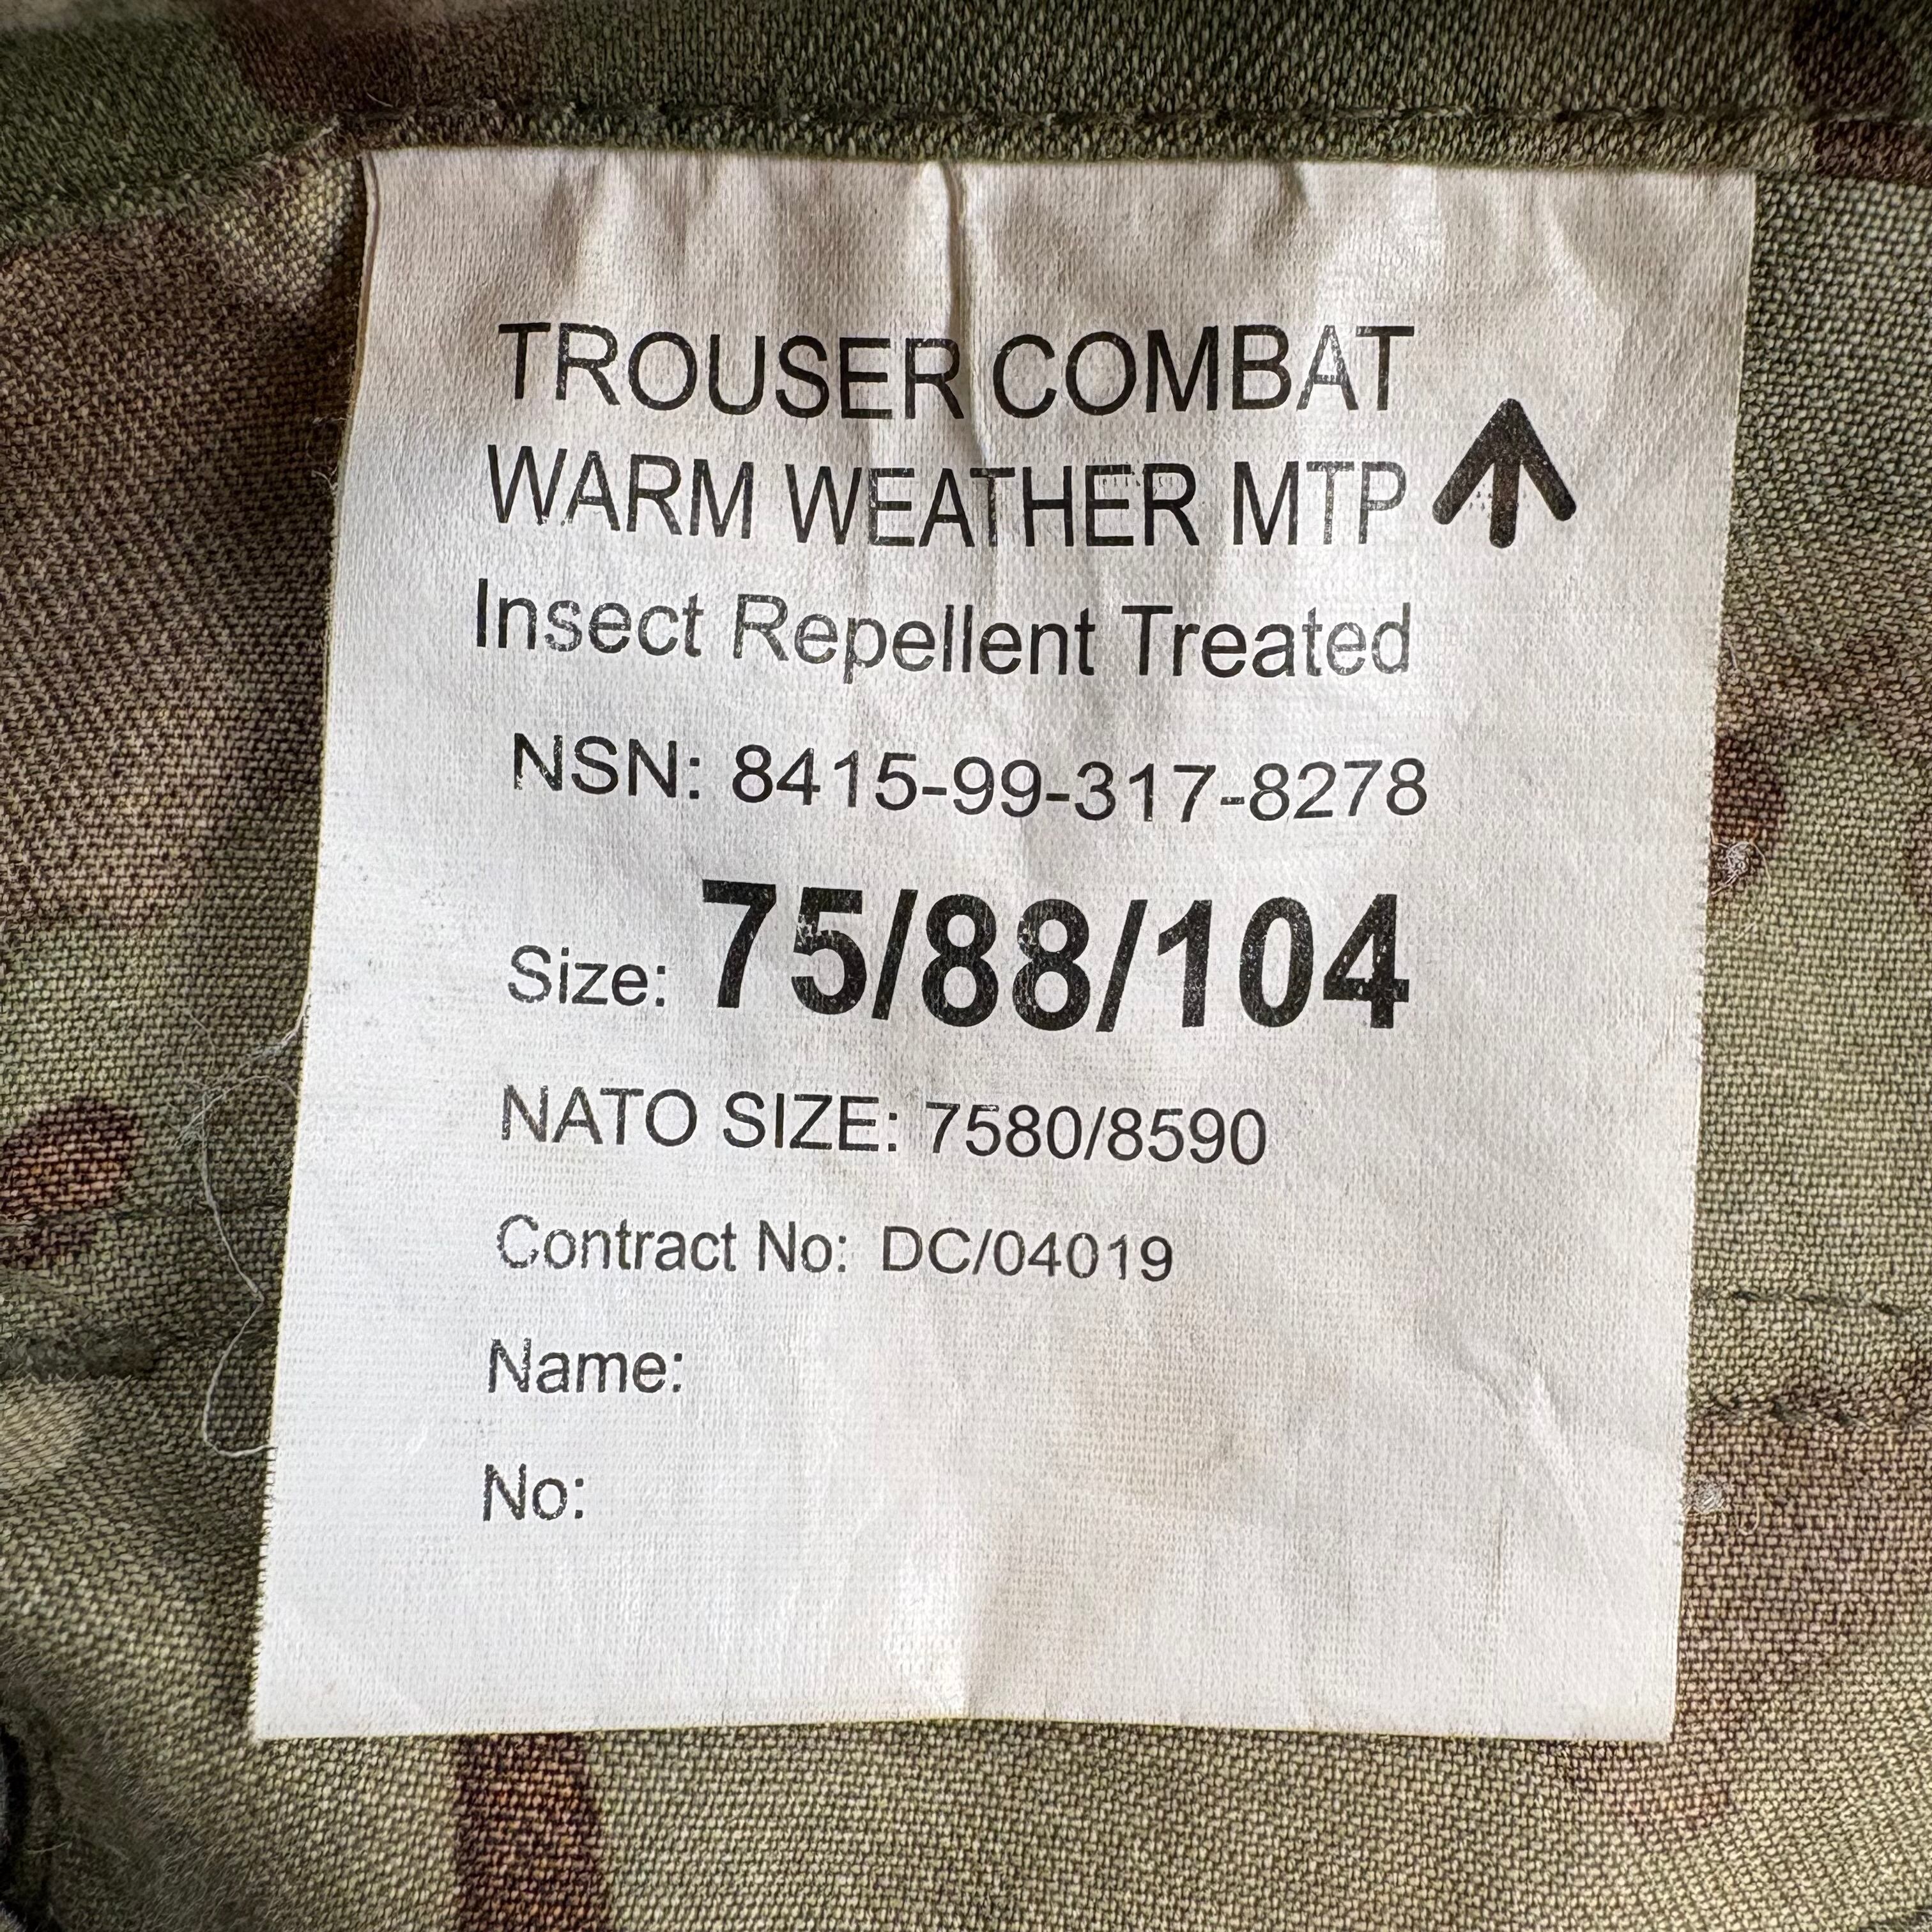 TROUSER COMBAT
WARM WEATHER MTP
Insect Repellent Treated
NSN: 8415-99-317-8278
Size: 75/88/104
NATO SIZE: 7580/8590
Contract No: DC/04019
Name:
No: